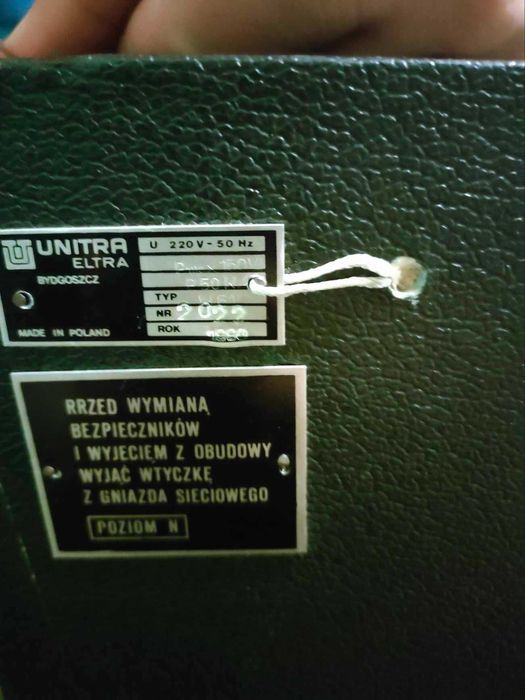 UNITRA
ELTRA
BYDGOSZCZ
MADE IN POLAND
U 220V-50 Hz
TYP
NR 2022
ROK
RRZED WYMIANĄ
BEZPIECZNIKÓW
I WYJĘCIEM Z OBUDOWY
WYJĄĆ WTYCZKĘ
Z GNIAZDA SIECIOWEGO
POZIOM N